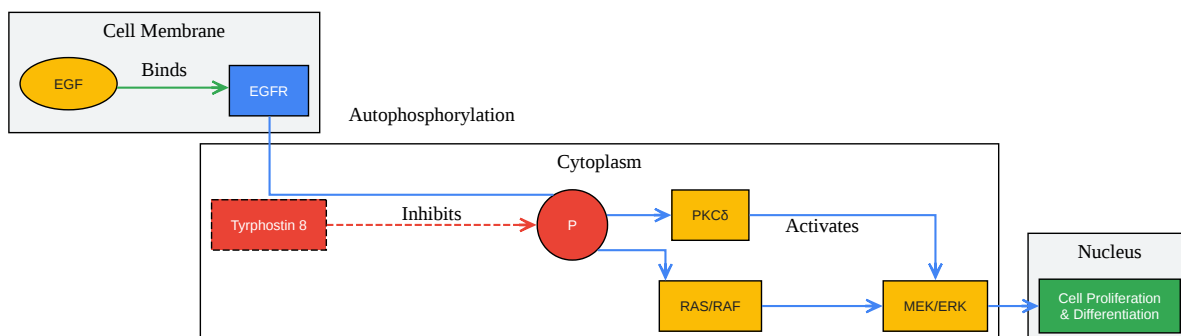 Cell Membrane
EGF
Binds
EGFR
Autophosphorylation
Cytoplasm
Tyrphostin 8
Inhibits
P
PKCδ
Activates
RAS/RAF
MEK/ERK
Nucleus
Cell Proliferation
& Differentiation